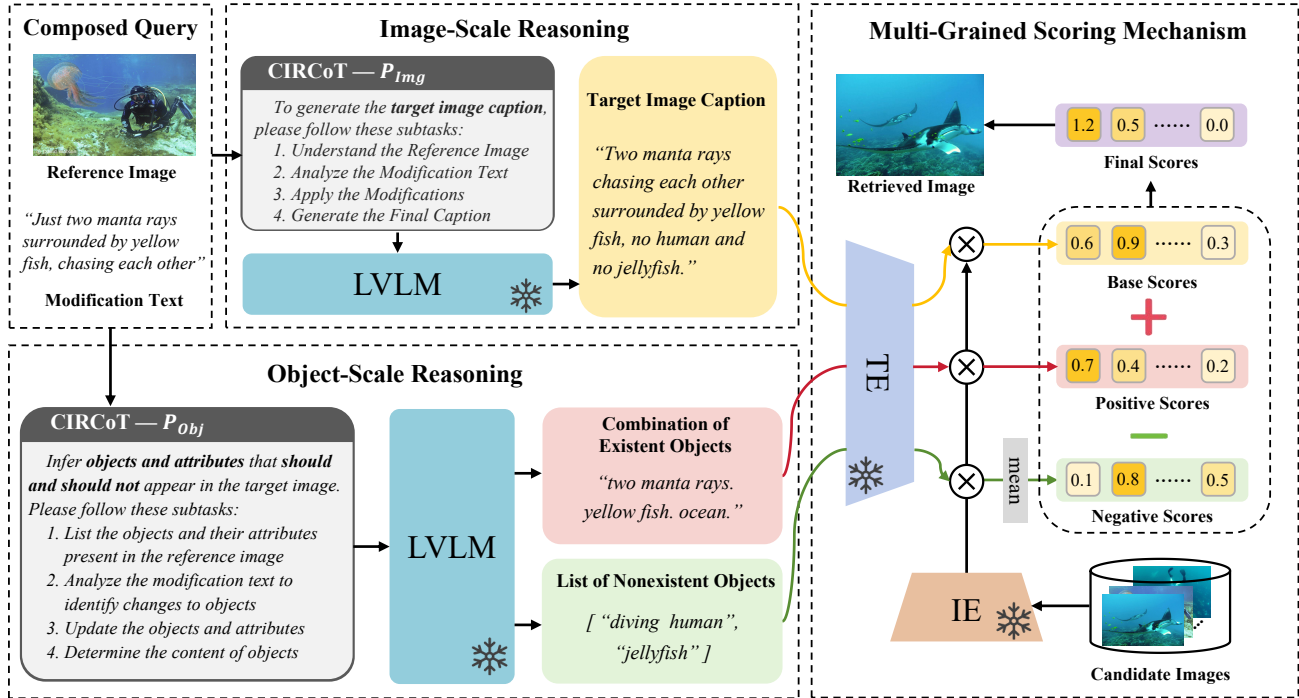 Composed Query
Reference Image
“Just two manta rays
surrounded by yellow
fish, chasing each other”
Modification Text
Image-Scale Reasoning
CIRCoT — P_Img
To generate the target image caption,
please follow these subtasks:
1. Understand the Reference Image
2. Analyze the Modification Text
3. Apply the Modifications
4. Generate the Final Caption
LVLM
Target Image Caption
“Two manta rays
chasing each other
surrounded by yellow
fish, no human and
no jellyfish.”
Object-Scale Reasoning
CIRCoT — P_Obj
Infer objects and attributes that should
and should not appear in the target image.
Please follow these subtasks:
1. List the objects and their attributes
present in the reference image
2. Analyze the modification text to
identify changes to objects
3. Update the objects and attributes
4. Determine the content of objects
LVLM
Combination of
Existent Objects
“two manta rays.
yellow fish. ocean.”
List of Nonexistent Objects
[ “diving human”,
“jellyfish” ]
Multi-Grained Scoring Mechanism
Retrieved Image
1.2 0.5 ...... 0.0
Final Scores
0.6 0.9 ...... 0.3
Base Scores
+
TE
0.7 0.4 ...... 0.2
Positive Scores
−
mean
0.1 0.8 ...... 0.5
Negative Scores
IE
Candidate Images